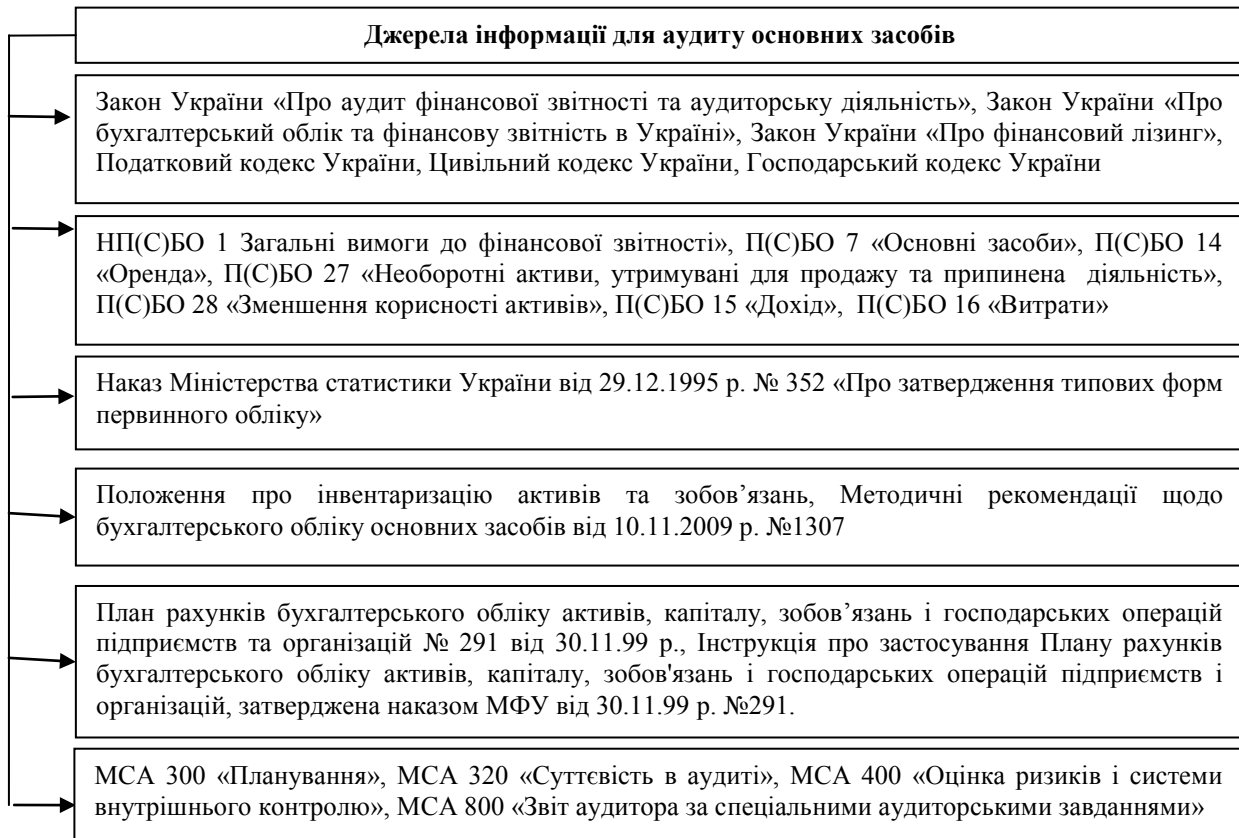 Джерела інформації для аудиту основних засобів
Закон України «Про аудит фінансової звітності та аудиторську діяльність», Закон України «Про
бухгалтерський облік та фінансову звітність в Україні», Закон України «Про фінансовий лізинг»,
Податковий кодекс України, Цивільний кодекс України, Господарський кодекс України
НП(С)БО 1 Загальні вимоги до фінансової звітності», П(С)БО 7 «Основні засоби», П(С)БО 14
«Оренда», П(С)БО 27 «Необоротні активи, утримувані для продажу та припинена діяльність»,
П(С)БО 28 «Зменшення корисності активів», П(С)БО 15 «Дохід», П(С)БО 16 «Витрати»
Наказ Міністерства статистики України від 29.12.1995 р. № 352 «Про затвердження типових форм
первинного обліку»
Положення про інвентаризацію активів та зобов’язань, Методичні рекомендації щодо
бухгалтерського обліку основних засобів від 10.11.2009 р. №1307
План рахунків бухгалтерського обліку активів, капіталу, зобов’язань і господарських операцій
підприємств та організацій № 291 від 30.11.99 р., Інструкція про застосування Плану рахунків
бухгалтерського обліку активів, капіталу, зобов'язань і господарських операцій підприємств і
організацій, затверджена наказом МФУ від 30.11.99 р. №291.
МСА 300 «Планування», МСА 320 «Суттєвість в аудиті», МСА 400 «Оцінка ризиків і системи
внутрішнього контролю», МСА 800 «Звіт аудитора за спеціальними аудиторськими завданнями»